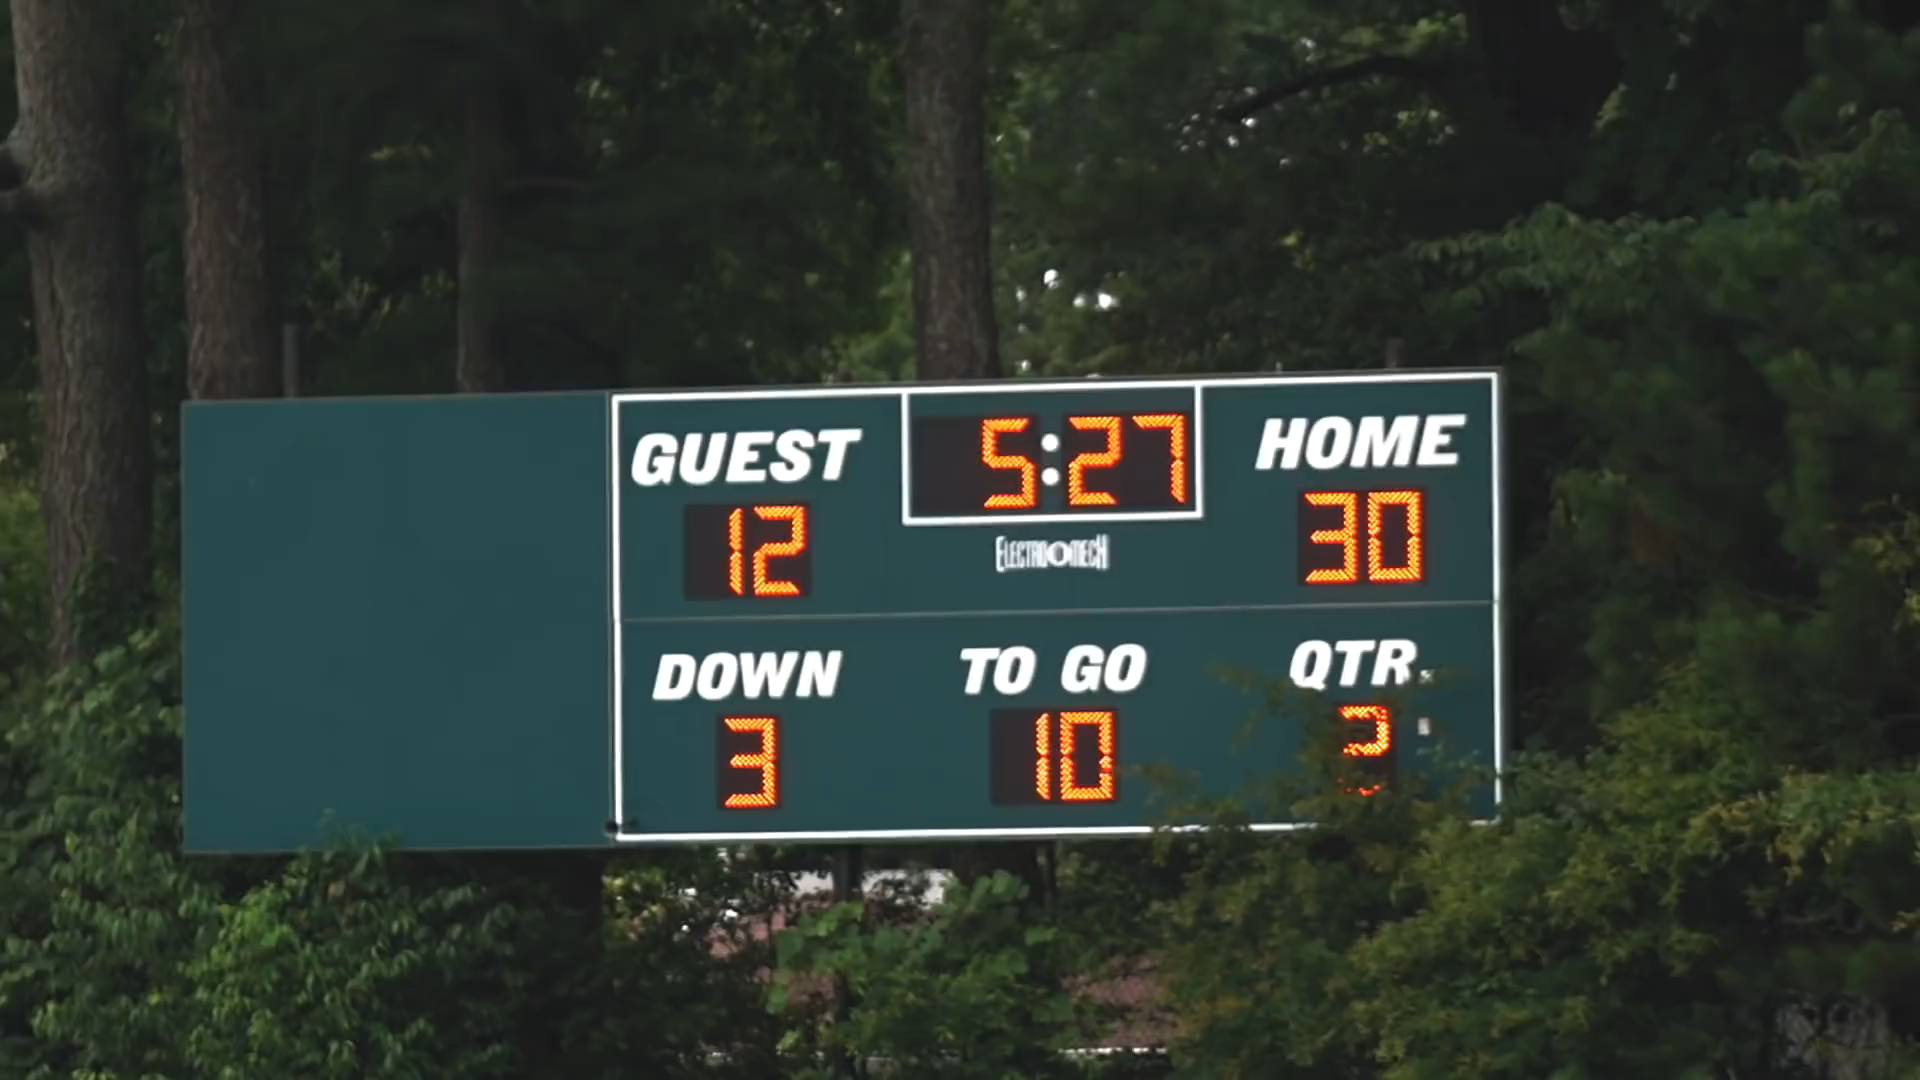 GUEST 5:27 HOME
12 30
ELECTRO-MECH
DOWN TO GO QTR.
3 10